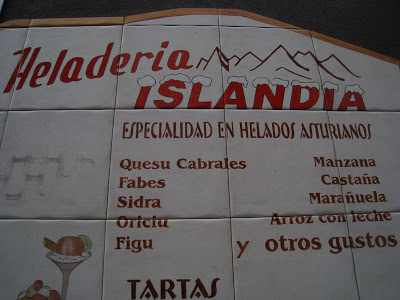 Heladeria
ISLANDIA
ESPECIALIDAD EN HELADOS ASTURIANOS
Quesu Cabrales
Fabes
Sidra
Oriciu
Figu
Manzana
Castaña
Marañuela
Arroz con leche
y otros gustos
TARTAS